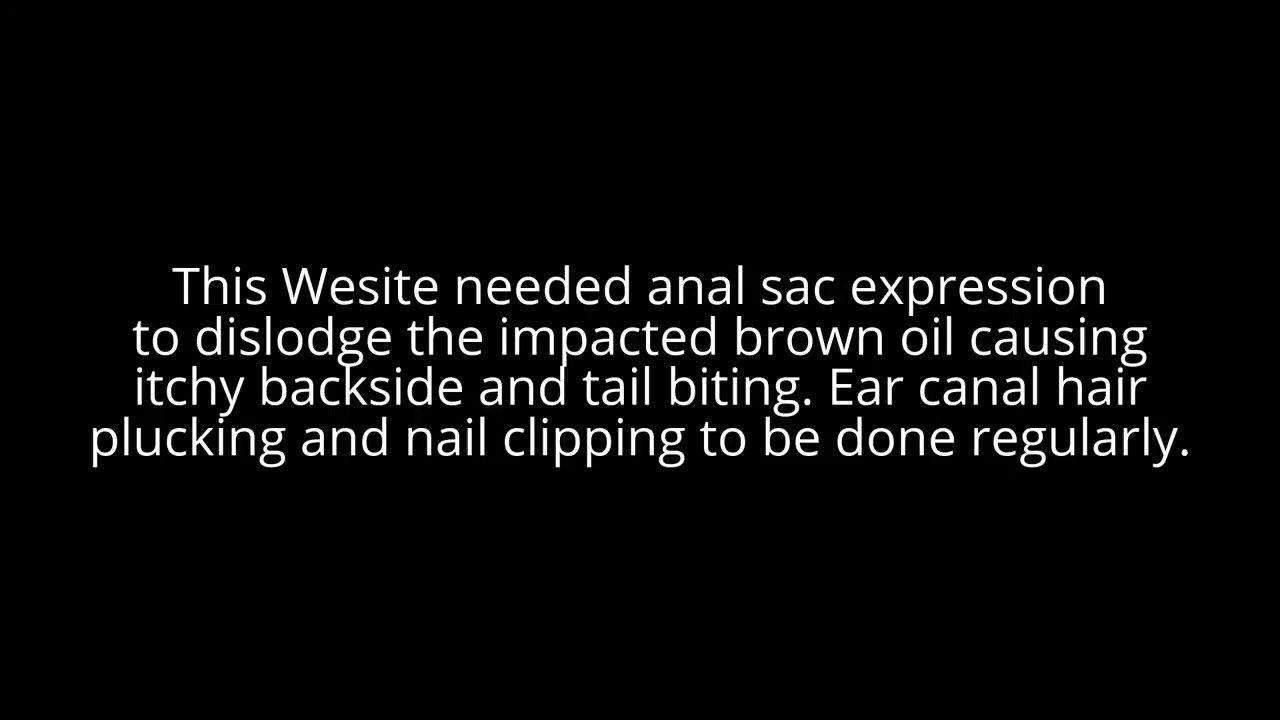 This Wesite needed anal sac expression
to dislodge the impacted brown oil causing
itchy backside and tail biting. Ear canal hair
plucking and nail clipping to be done regularly.